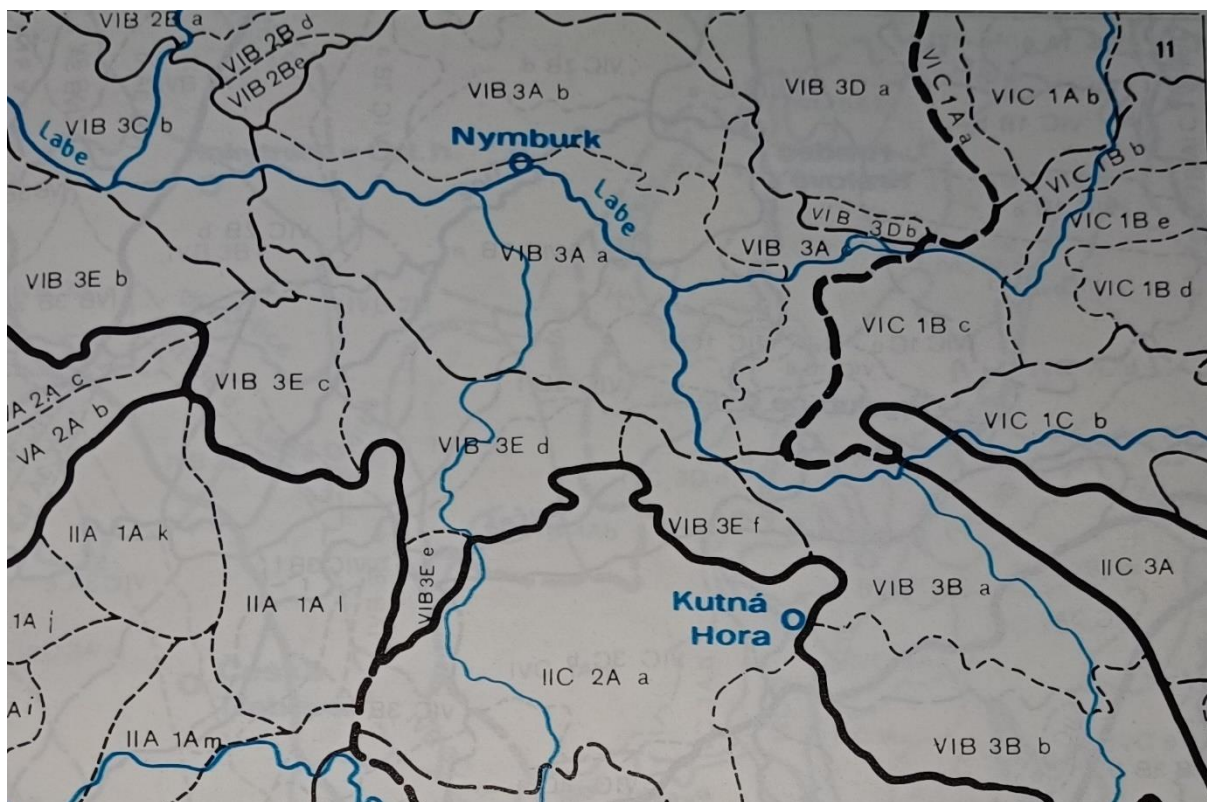 VIB 2B a
VIB 2B d
VIB 2Be
VIB 3A b
VIB 3D a
VIC 1A a
VIC 1A b
11
VIB 3C b
Labe
Nymburk
Labe
VIC 1B b
VIC 1B e
VIB 3D b
VIB 3A
VIB 3A a
VIB 3E b
VIC 1B d
VIC 1B c
VA 2A c
VIB 3E c
VA 2A b
VIC 1C b
VIB 3E d
IIA 1A k
VIB 3E f
VIB3E e
IIC 3A
VIB 3B a
IIA 1A l
Kutná
Hora
1A j
IIC 2A a
A i
IIA 1A m
VIB 3B b